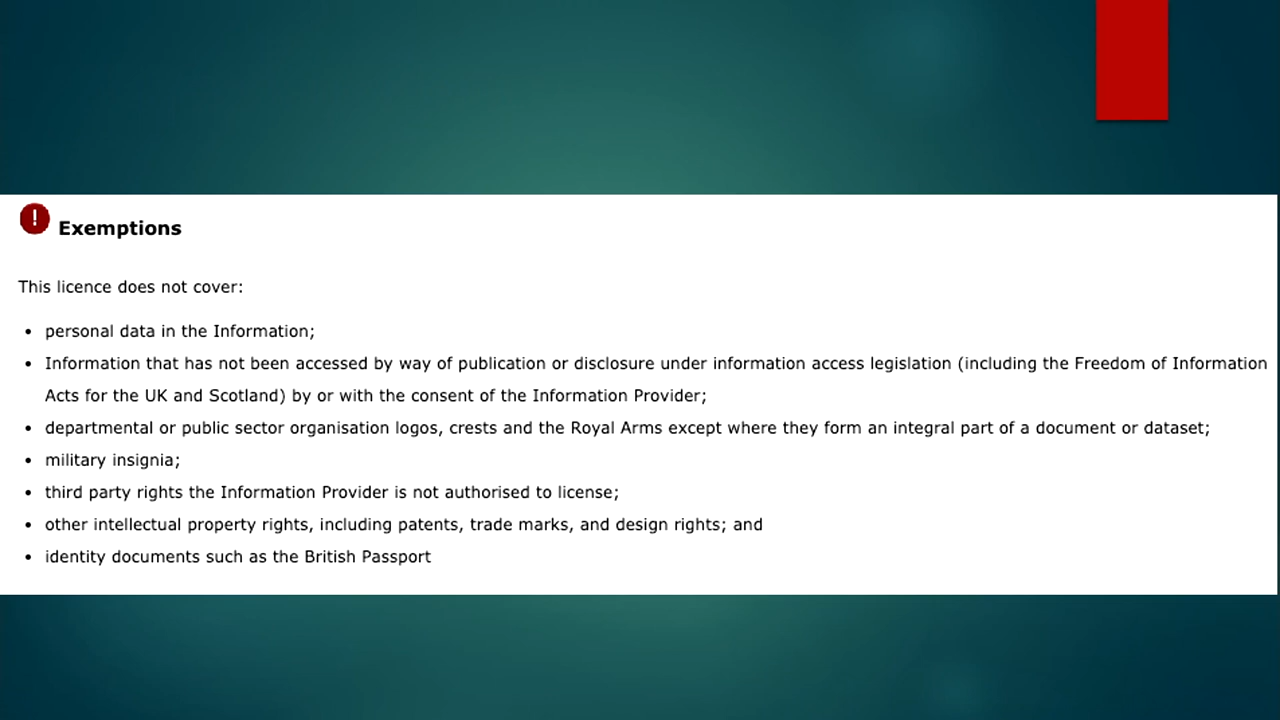 ! Exemptions
This licence does not cover:
• personal data in the Information;
• Information that has not been accessed by way of publication or disclosure under information access legislation (including the Freedom of Information
Acts for the UK and Scotland) by or with the consent of the Information Provider;
• departmental or public sector organisation logos, crests and the Royal Arms except where they form an integral part of a document or dataset;
• military insignia;
• third party rights the Information Provider is not authorised to license;
• other intellectual property rights, including patents, trade marks, and design rights; and
• identity documents such as the British Passport